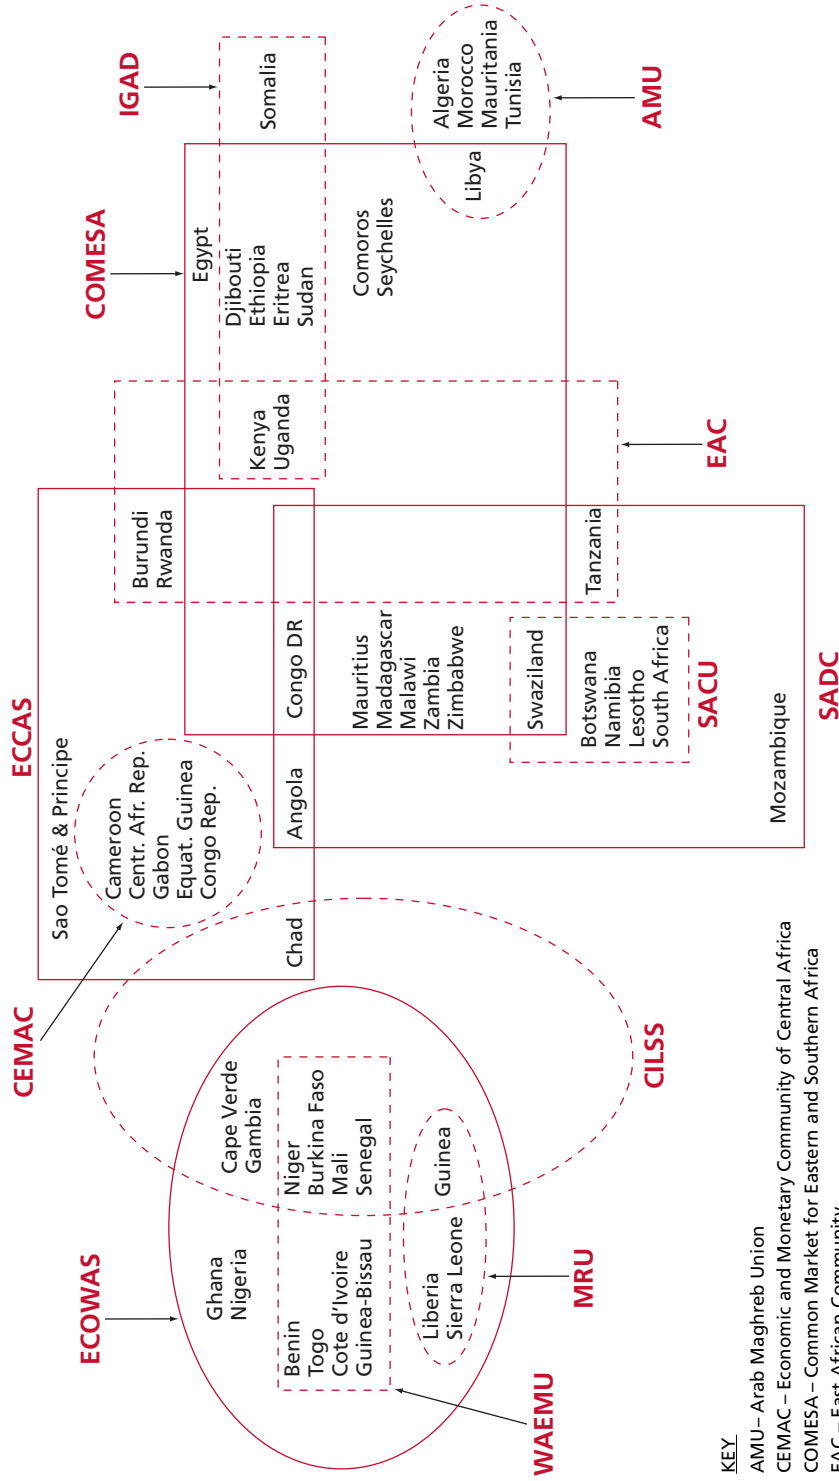 ECOWAS
CEMAC
ECCAS
COMESA
IGAD
Ghana
Nigeria
Cape Verde
Gambia
Benin
Togo
Cote d’Ivoire
Guinea-Bissau
Niger
Burkina Faso
Mali
Senegal
Liberia
Sierra Leone
Guinea
WAEMU
MRU
CILSS
Sao Tomé & Principe
Cameroon
Centr. Afr. Rep.
Gabon
Equat. Guinea
Congo Rep.
Chad
Angola
Congo DR
Burundi
Rwanda
Egypt
Kenya
Uganda
Djibouti
Ethiopia
Eritrea
Sudan
Somalia
Mauritius
Madagascar
Malawi
Zambia
Zimbabwe
Comoros
Seychelles
Libya
Algeria
Morocco
Mauritania
Tunisia
Swaziland
Tanzania
Botswana
Namibia
Lesotho
South Africa
SACU
Mozambique
SADC
EAC
AMU
KEY
AMU – Arab Maghreb Union
CEMAC – Economic and Monetary Community of Central Africa
COMESA – Common Market for Eastern and Southern Africa
EAC – East African Community